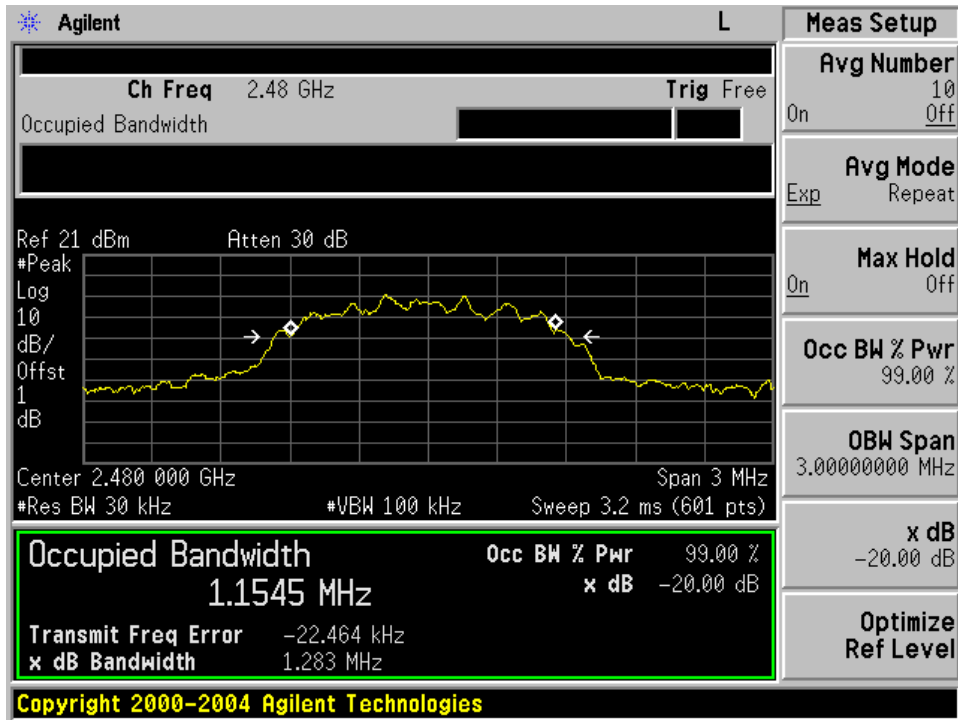 Agilent L Meas Setup
Ch Freq 2.48 GHz Trig Free
Occupied Bandwidth
Ref 21 dBm Atten 30 dB
#Peak
Log
10
dB/
Offst
1
dB
Center 2.480 000 GHz Span 3 MHz
#Res BW 30 kHz #VBW 100 kHz Sweep 3.2 ms (601 pts)
Occupied Bandwidth Occ BW % Pwr 99.00 %
1.1545 MHz x dB -20.00 dB
Transmit Freq Error -22.464 kHz
x dB Bandwidth 1.283 MHz
Avg Number
10
On Off
Avg Mode
Exp Repeat
Max Hold
On Off
Occ BW % Pwr
99.00 %
OBW Span
3.00000000 MHz
x dB
-20.00 dB
Optimize
Ref Level
Copyright 2000-2004 Agilent Technologies